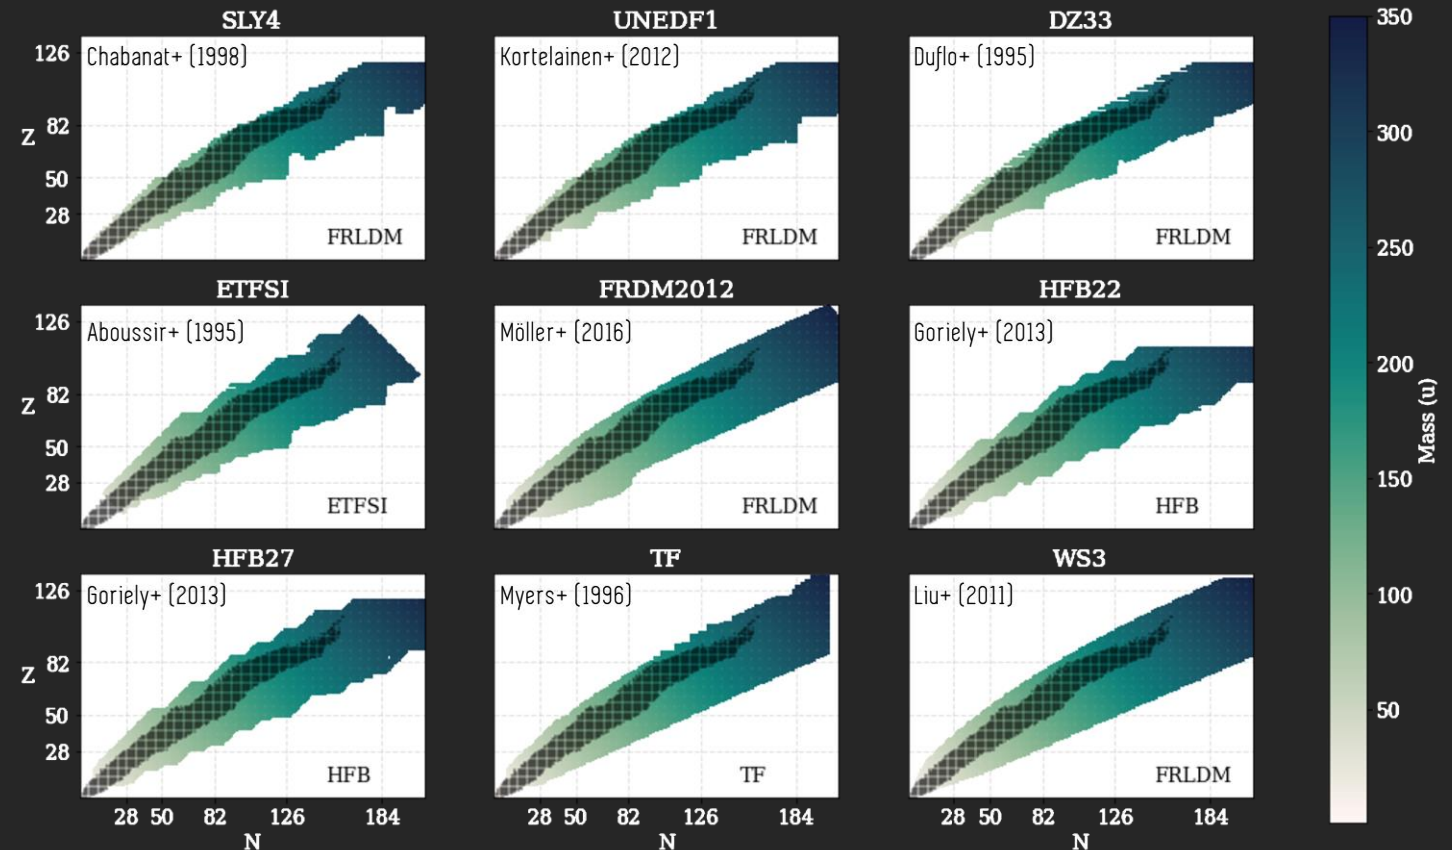 SLY4
UNEDF1
DZ33
350
300
250
200
150
100
50
Mass (u)
126
82
50
28
Z
Chabanat+ (1998)
FRLDM
Kortelainen+ (2012)
FRLDM
Duflo+ (1995)
FRLDM
ETFSI
FRDM2012
HFB22
126
82
50
28
Z
Aboussir+ (1995)
ETFSI
Möller+ (2016)
FRLDM
Goriely+ (2013)
HFB
HFB27
TF
WS3
126
82
50
28
Z
Goriely+ (2013)
HFB
Myers+ (1996)
TF
Liu+ (2011)
FRLDM
28 50 82 126 184
N
28 50 82 126 184
N
28 50 82 126 184
N